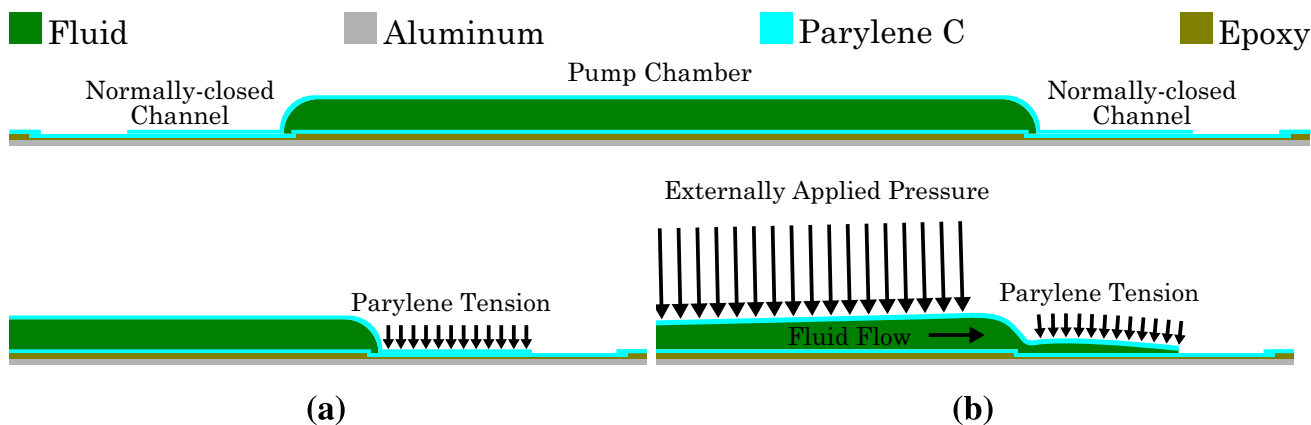 Fluid
Aluminum
Parylene C
Epoxy
Pump Chamber
Normally-closed
Channel
Normally-closed
Channel
Parylene Tension
Externally Applied Pressure
Parylene Tension
Fluid Flow
(a)
(b)